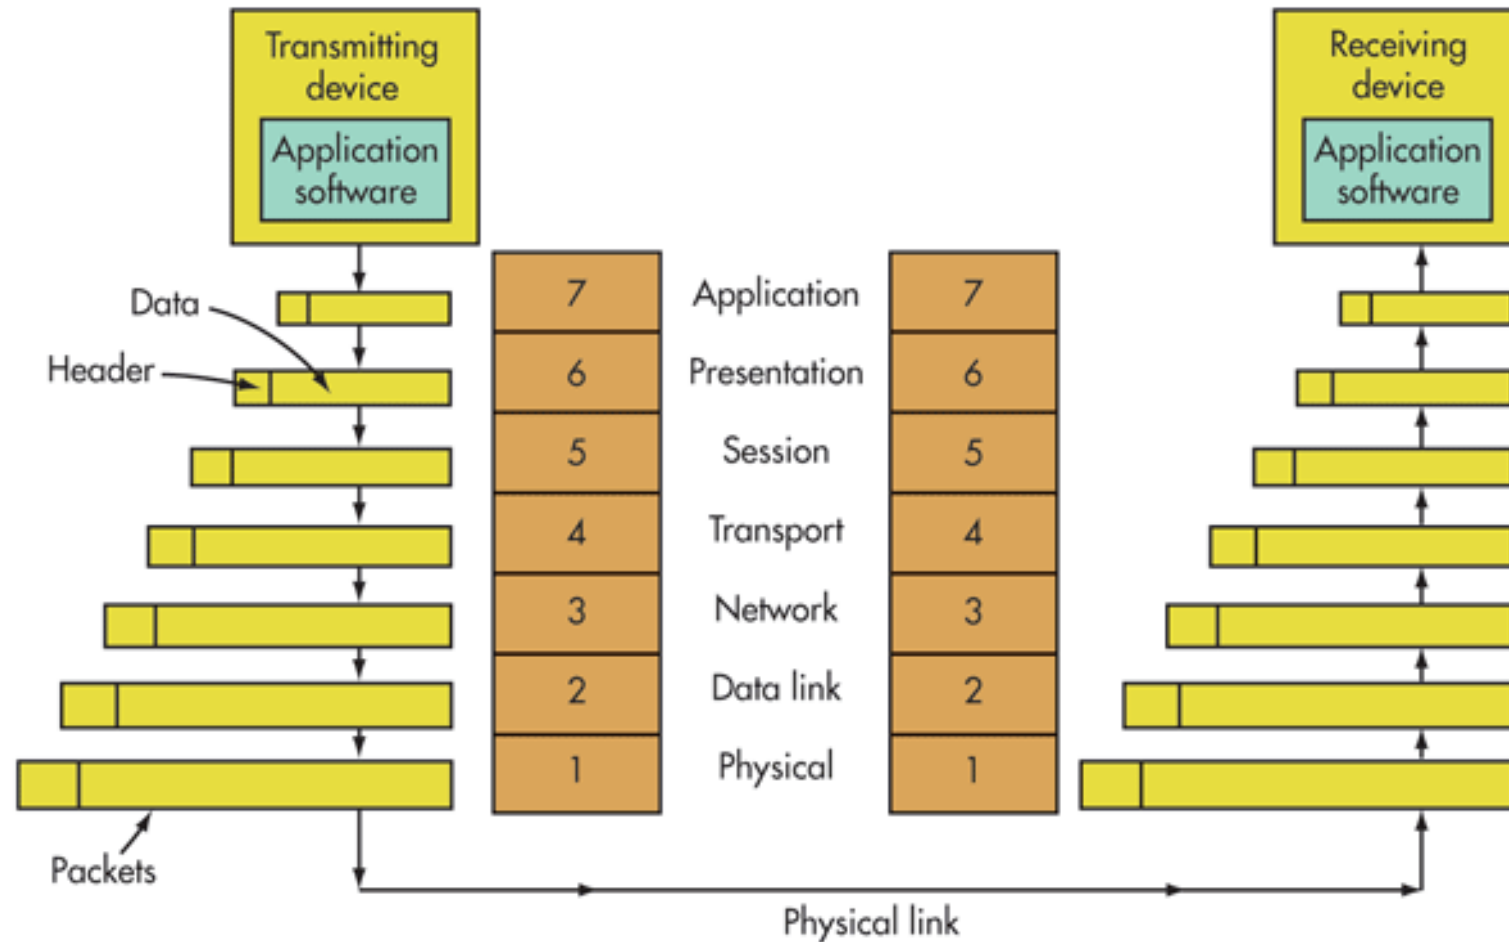 Transmitting
device
Application
software
Receiving
device
Application
software
Data
Header
7 Application 7
6 Presentation 6
5 Session 5
4 Transport 4
3 Network 3
2 Data link 2
1 Physical 1
Packets
Physical link